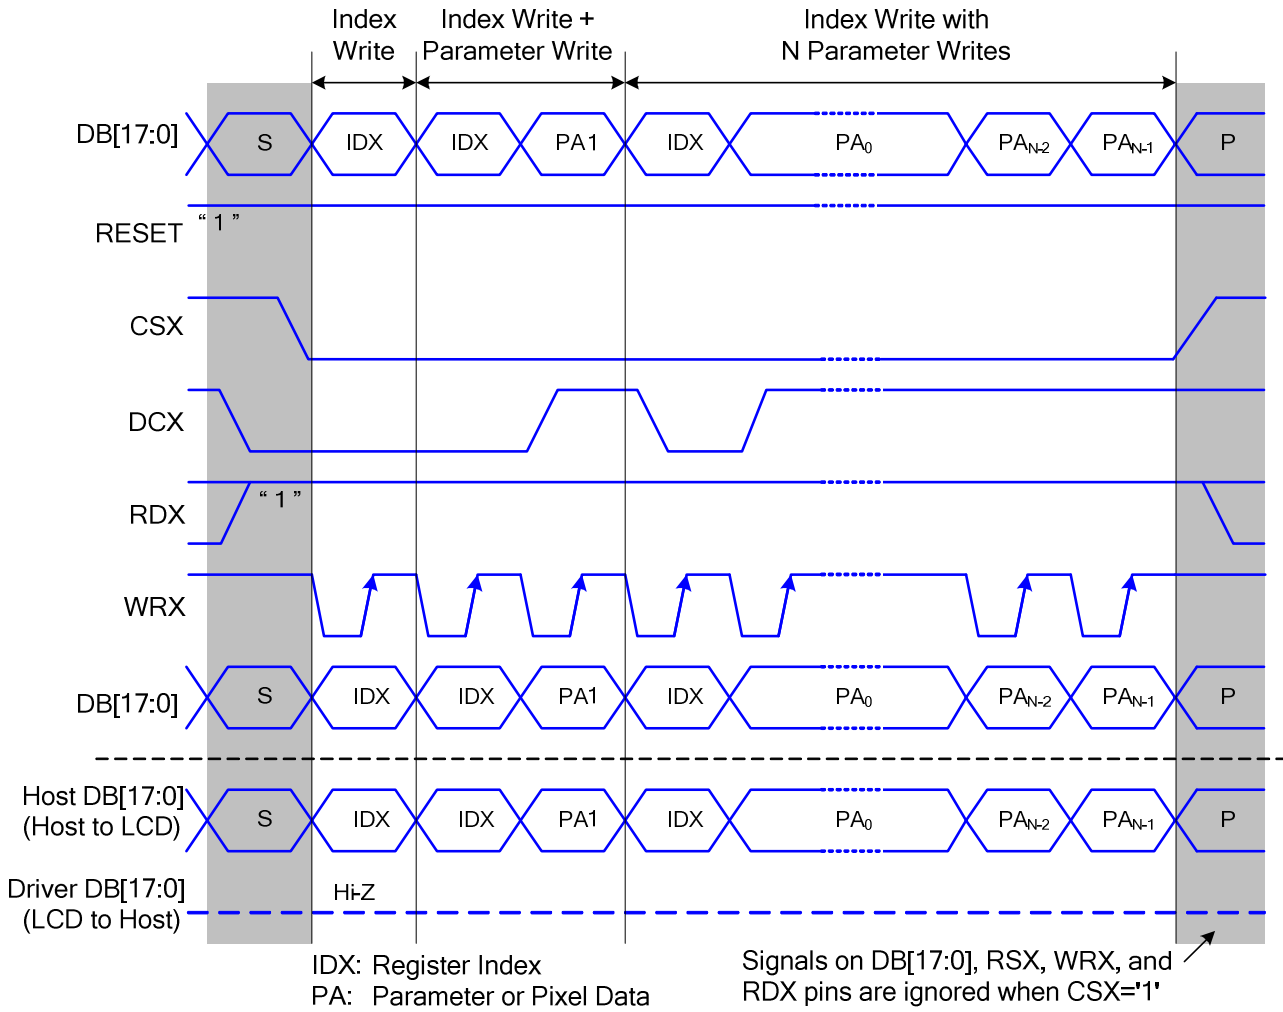 Index Write
Index Write + Parameter Write
Index Write with N Parameter Writes
DB[17:0] S IDX IDX PA1 IDX PA0 PAN-2 PAN-1 P
RESET “ 1 ”
CSX
DCX
RDX “ 1 ”
WRX
DB[17:0] S IDX IDX PA1 IDX PA0 PAN-2 PAN-1 P
Host DB[17:0]
(Host to LCD) S IDX IDX PA1 IDX PA0 PAN-2 PAN-1 P
Driver DB[17:0]
(LCD to Host) Hi-Z
IDX: Register Index
PA: Parameter or Pixel Data
Signals on DB[17:0], RSX, WRX, and
RDX pins are ignored when CSX='1'